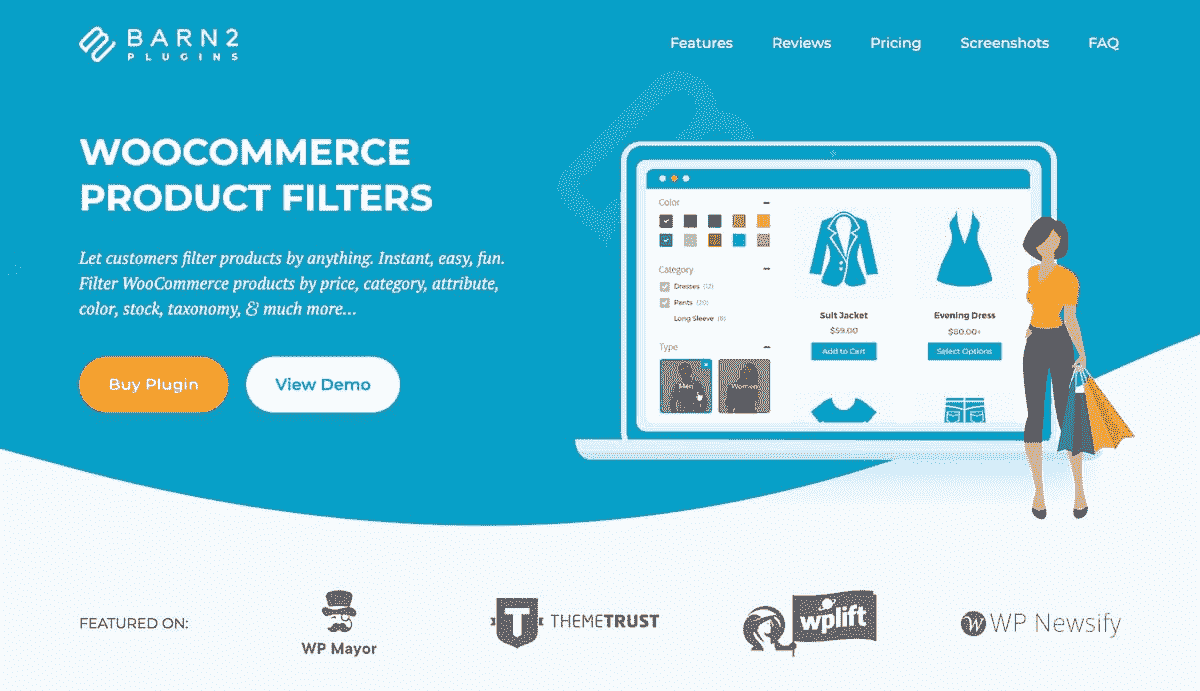 BARN2
PLUGINS
Features
Reviews
Pricing
Screenshots
FAQ
WOOCOMMERCE
PRODUCT FILTERS
Let customers filter products by anything. Instant, easy, fun.
Filter WooCommerce products by price, category, attribute,
color, stock, taxonomy, & much more...
Buy Plugin
View Demo
Color
Category
Dresses (12)
Pants (20)
Long Sleeve (8)
Type
Men
Women
Suit Jacket
$59.00
Add to Cart
Evening Dress
$80.00+
Select Options
FEATURED ON:
WP Mayor
T THEMETRUST
wplift
W WP Newsify